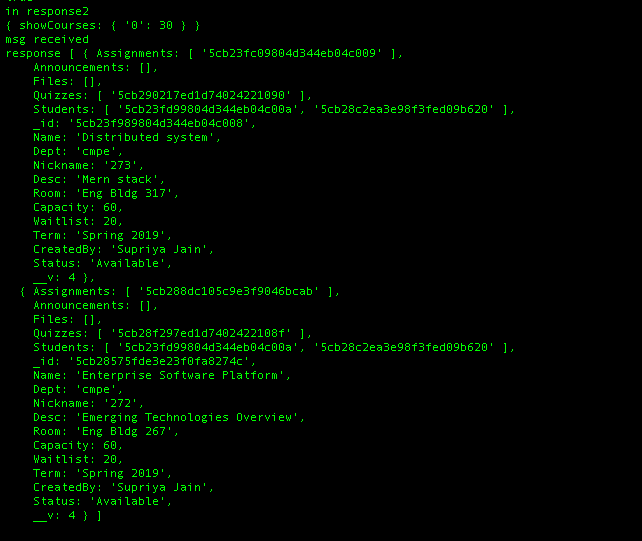 in response2
{ showCourses: { '0': 30 } }
msg received
response [ { Assignments: [ '5cb23fc09804d344eb04c009' ],
Announcements: [],
Files: [],
Quizzes: [ '5cb290217ed1d74024221090' ],
Students: [ '5cb23fd99804d344eb04c00a', '5cb28c2ea3e98f3fed09b620' ],
_id: '5cb23f989804d344eb04c008',
Name: 'Distributed system',
Dept: 'cmpe',
Nickname: '273',
Desc: 'Mern stack',
Room: 'Eng Bldg 317',
Capacity: 60,
Waitlist: 20,
Term: 'Spring 2019',
CreatedBy: 'Supriya Jain',
Status: 'Available',
__v: 4 },
{ Assignments: [ '5cb288dc105c9e3f9046bcab' ],
Announcements: [],
Files: [],
Quizzes: [ '5cb28f297ed1d7402422108f' ],
Students: [ '5cb23fd99804d344eb04c00a', '5cb28c2ea3e98f3fed09b620' ],
_id: '5cb28575fde3e23f0fa8274c',
Name: 'Enterprise Software Platform',
Dept: 'cmpe',
Nickname: '272',
Desc: 'Emerging Technologies Overview',
Room: 'Eng Bldg 267',
Capacity: 60,
Waitlist: 20,
Term: 'Spring 2019',
CreatedBy: 'Supriya Jain',
Status: 'Available',
__v: 4 } ]